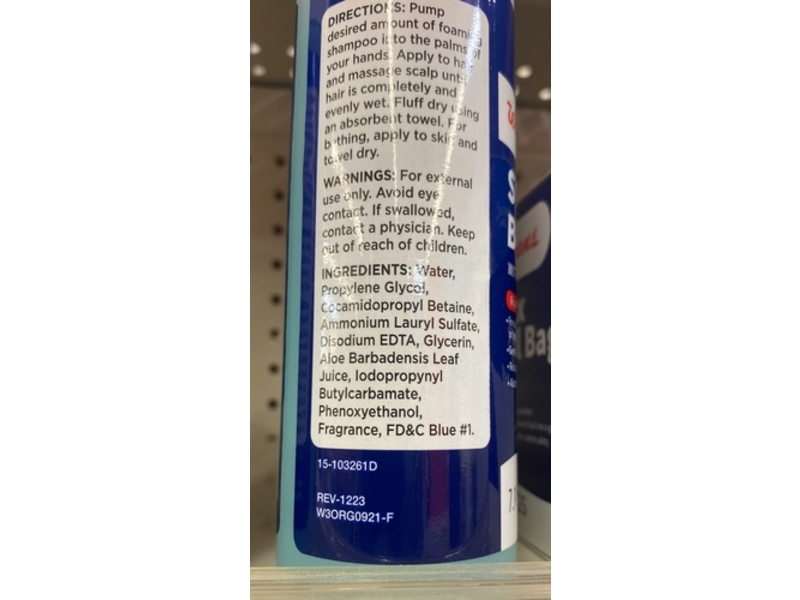 DIRECTIONS: Pump
desired amount of foaming
shampoo into the palms of
your hands. Apply to hair
and massage scalp until
hair is completely and
evenly wet. Fluff dry using
an absorbent towel. For
bathing, apply to skin and
towel dry.
WARNINGS: For external
use only. Avoid eye
contact. If swallowed,
contact a physician. Keep
out of reach of children.
INGREDIENTS: Water,
Propylene Glycol,
Cocamidopropyl Betaine,
Ammonium Lauryl Sulfate,
Disodium EDTA, Glycerin,
Aloe Barbadensis Leaf
Juice, Iodopropynyl
Butylcarbamate,
Phenoxyethanol,
Fragrance, FD&C Blue #1.
15-103261D
REV-1223
W3ORG0921-F